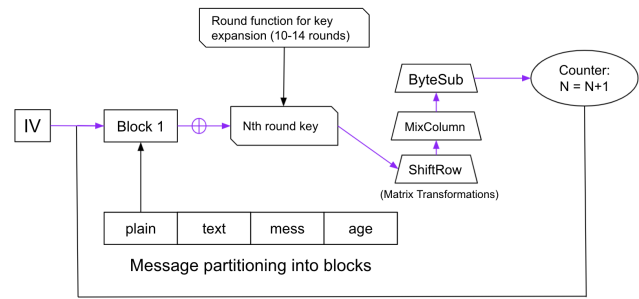 Round function for key
expansion (10-14 rounds)
ByteSub
Counter:
N = N+1
IV
Block 1
Nth round key
MixColumn
ShiftRow
(Matrix Transformations)
plain text mess age
Message partitioning into blocks